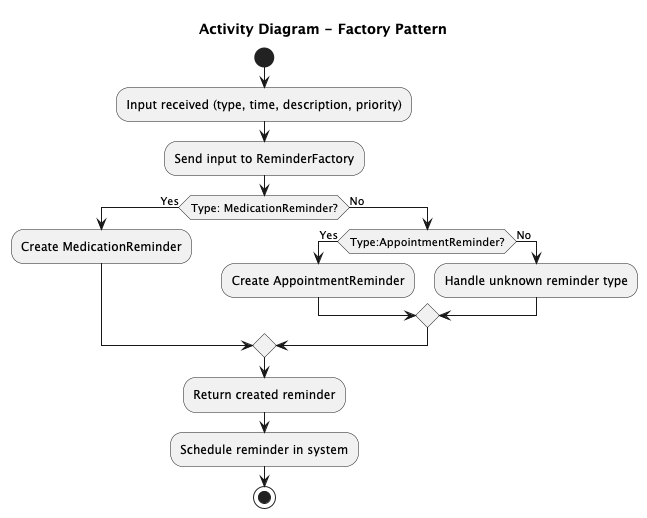 Activity Diagram - Factory Pattern
Input received (type, time, description, priority)
Send input to ReminderFactory
Yes
Type: MedicationReminder?
No
Create MedicationReminder
Yes
Type:AppointmentReminder?
No
Create AppointmentReminder
Handle unknown reminder type
Return created reminder
Schedule reminder in system